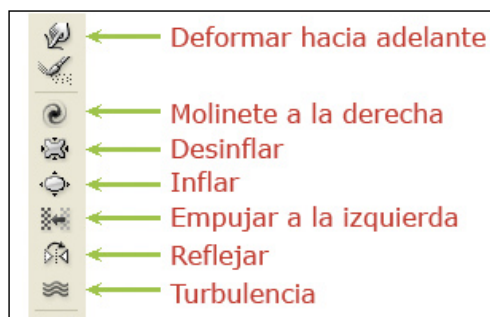 Deformar hacia adelante
Molinete a la derecha
Desinflar
Inflar
Empujar a la izquierda
Reflejar
Turbulencia